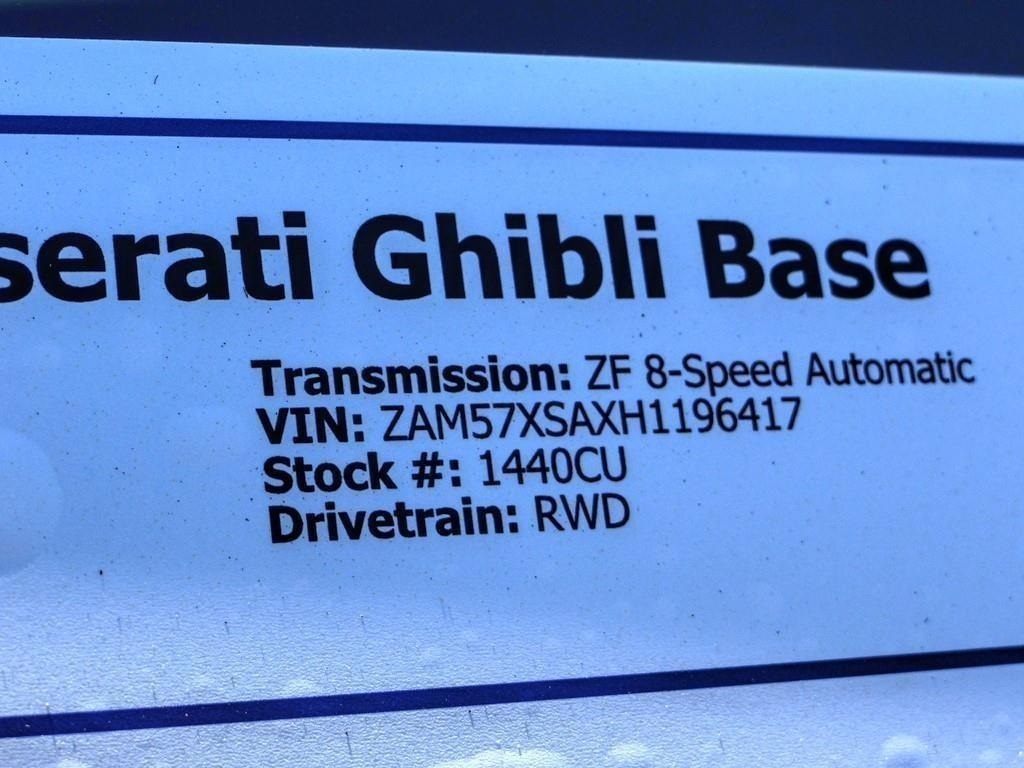 serati Ghibli Base
Transmission: ZF 8-Speed Automatic
VIN: ZAM57XSAXH1196417
Stock #: 1440CU
Drivetrain: RWD